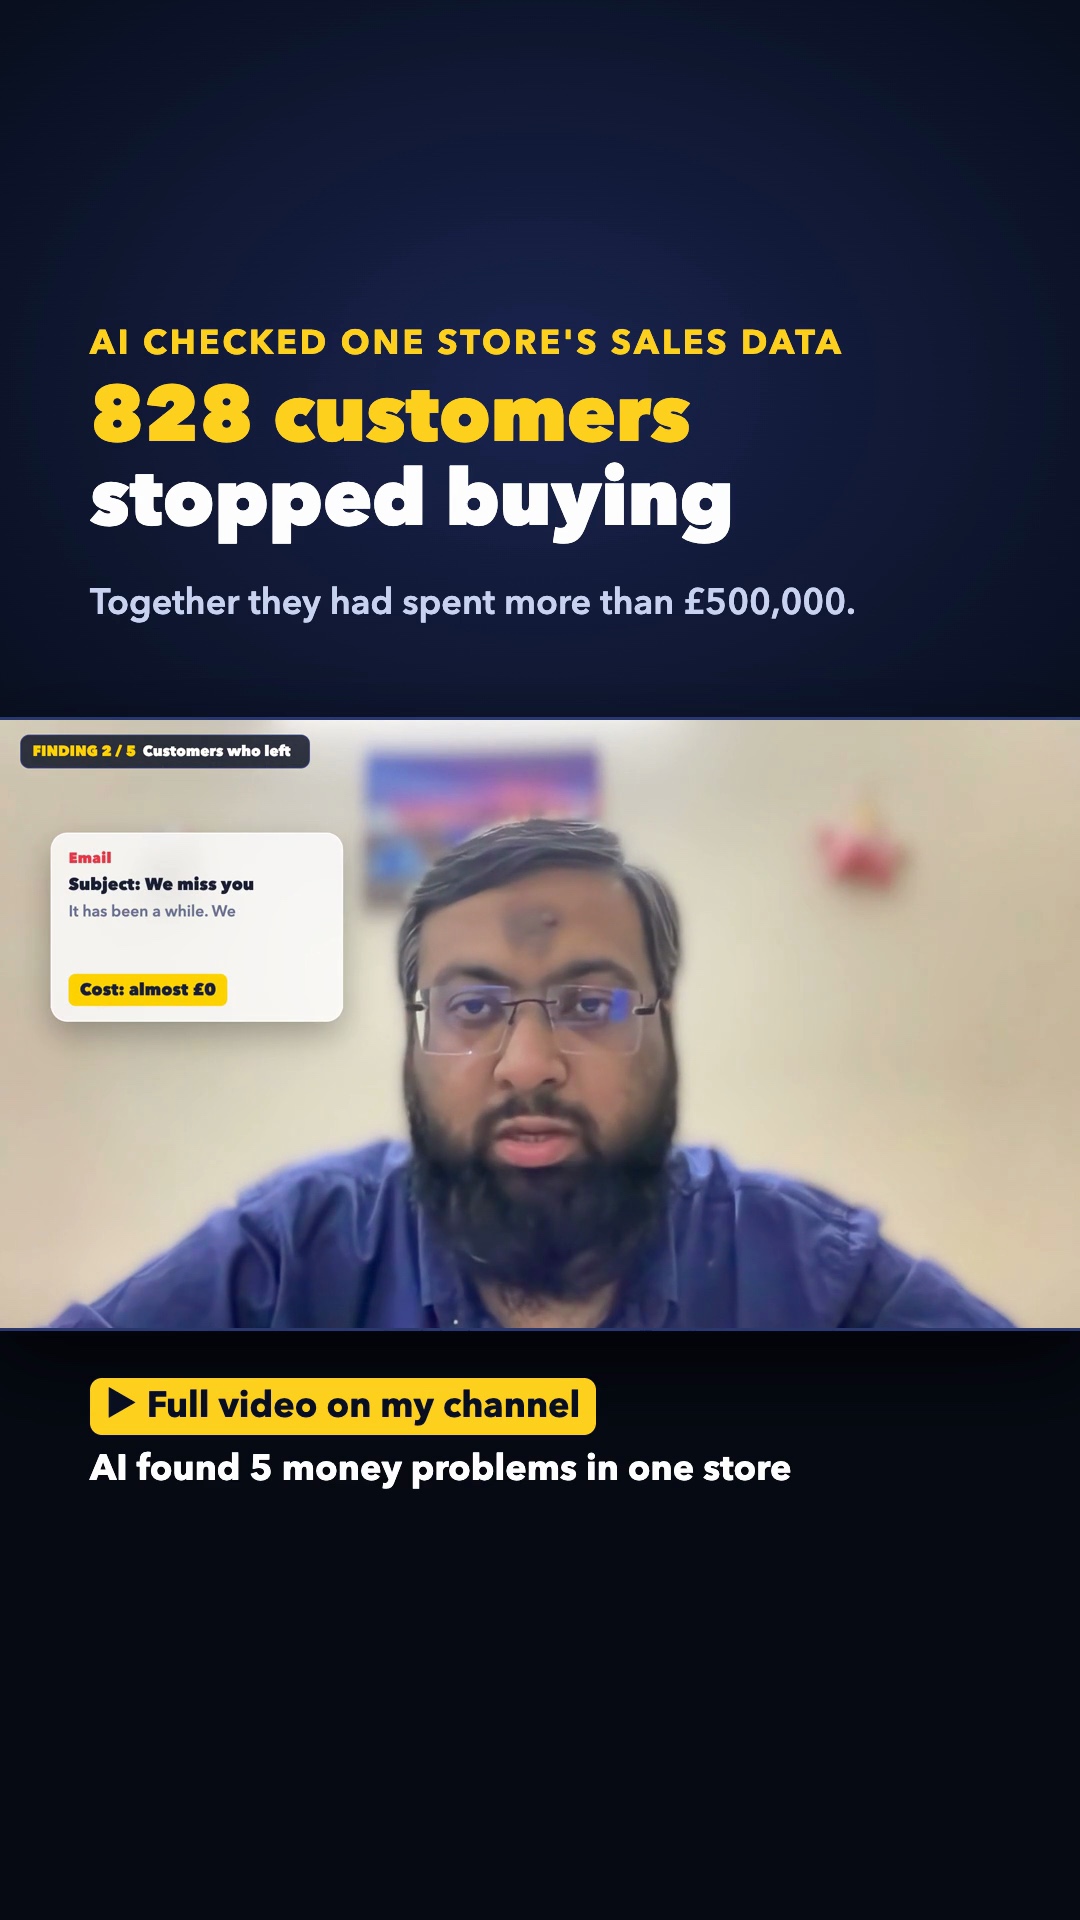 AI CHECKED ONE STORE'S SALES DATA
828 customers
stopped buying
Together they had spent more than £500,000.
FINDING 2 / 5 Customers who left
Email
Subject: We miss you
It has been a while. We
Cost: almost £0
▶ Full video on my channel
AI found 5 money problems in one store